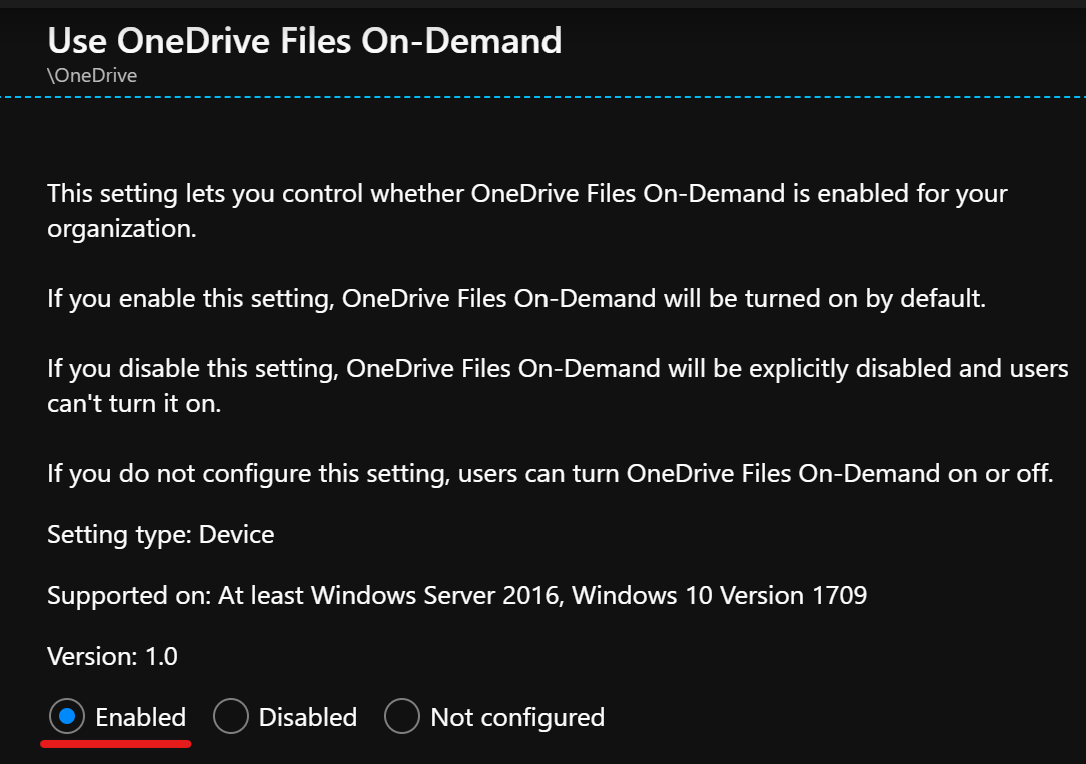 Use OneDrive Files On-Demand
\OneDrive
This setting lets you control whether OneDrive Files On-Demand is enabled for your
organization.
If you enable this setting, OneDrive Files On-Demand will be turned on by default.
If you disable this setting, OneDrive Files On-Demand will be explicitly disabled and users
can't turn it on.
If you do not configure this setting, users can turn OneDrive Files On-Demand on or off.
Setting type: Device
Supported on: At least Windows Server 2016, Windows 10 Version 1709
Version: 1.0
Enabled Disabled Not configured